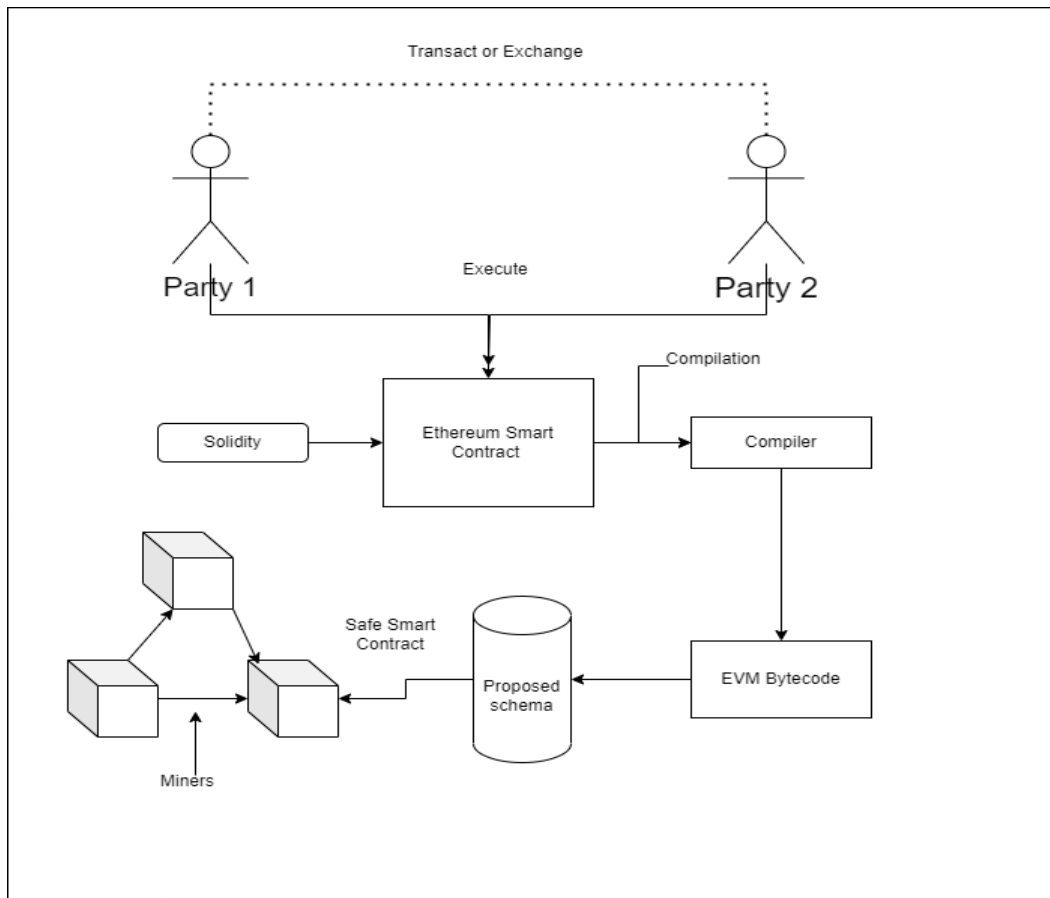 Transact or Exchange
Party 1
Execute
Party 2
Compilation
Solidity
Ethereum Smart
Contract
Compiler
Safe Smart
Contract
Proposed
schema
EVM Bytecode
Miners